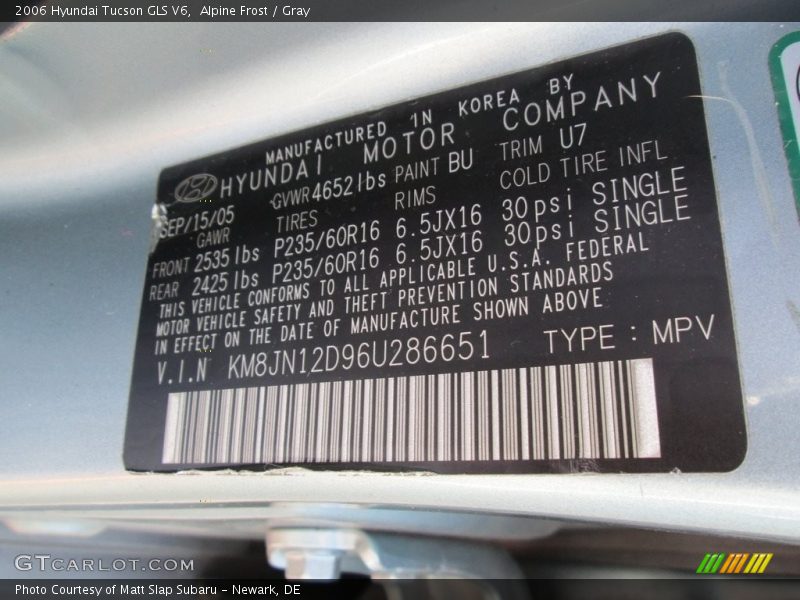 2006 Hyundai Tucson GLS V6,  Alpine Frost / Gray
MANUFACTURED IN KOREA BY
HYUNDAI MOTOR COMPANY
SEP/15/05 GVWR 4652 lbs PAINT BU TRIM U7
GAWR TIRES RIMS COLD TIRE INFL
FRONT 2535 lbs P235/60R16 6.5JX16 30psi SINGLE
REAR 2425 lbs P235/60R16 6.5JX16 30psi SINGLE
THIS VEHICLE CONFORMS TO ALL APPLICABLE U.S.A. FEDERAL
MOTOR VEHICLE SAFETY AND THEFT PREVENTION STANDARDS
IN EFFECT ON THE DATE OF MANUFACTURE SHOWN ABOVE
V.I.N KM8JN12D96U286651 TYPE : MPV
GTCARLOT.COM
Photo Courtesy of Matt Slap Subaru - Newark, DE